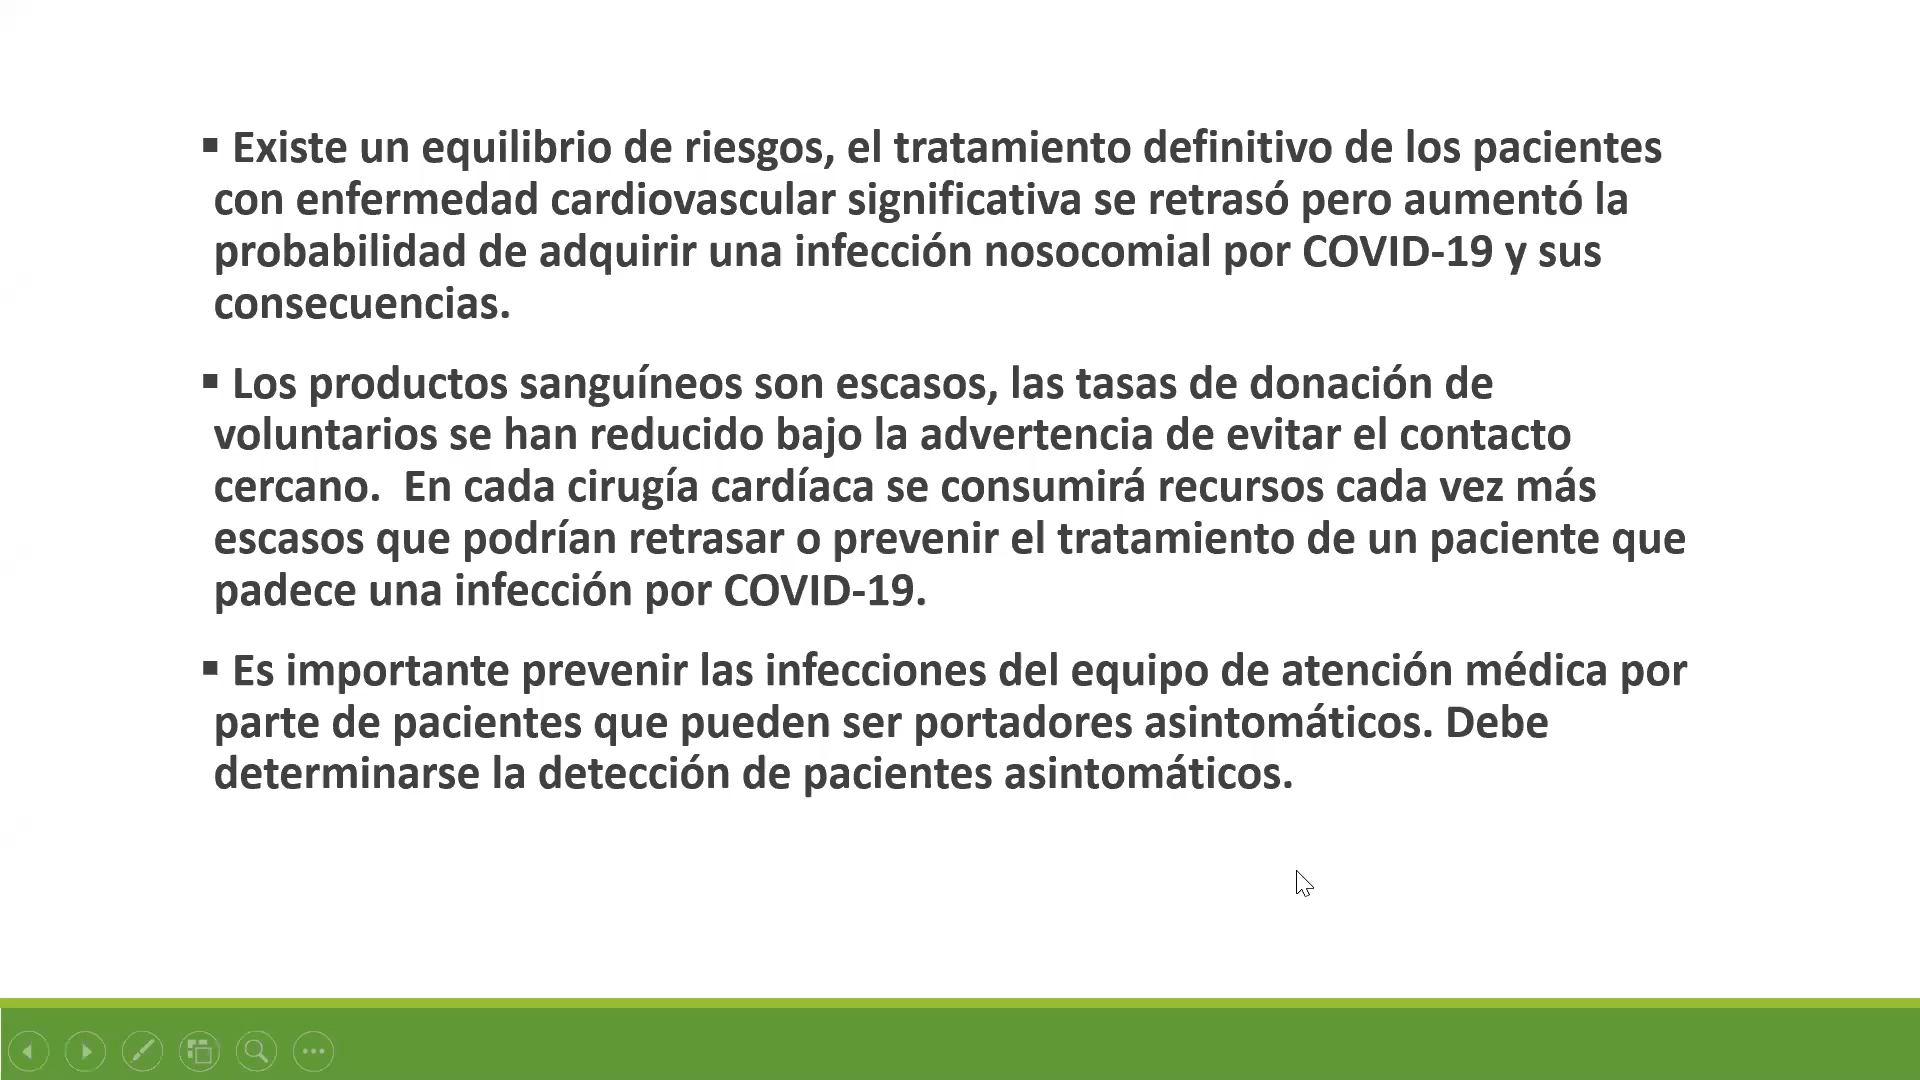 ▪ Existe un equilibrio de riesgos, el tratamiento definitivo de los pacientes
con enfermedad cardiovascular significativa se retrasó pero aumentó la
probabilidad de adquirir una infección nosocomial por COVID-19 y sus
consecuencias.
▪ Los productos sanguíneos son escasos, las tasas de donación de
voluntarios se han reducido bajo la advertencia de evitar el contacto
cercano.  En cada cirugía cardíaca se consumirá recursos cada vez más
escasos que podrían retrasar o prevenir el tratamiento de un paciente que
padece una infección por COVID-19.
▪ Es importante prevenir las infecciones del equipo de atención médica por
parte de pacientes que pueden ser portadores asintomáticos. Debe
determinarse la detección de pacientes asintomáticos.